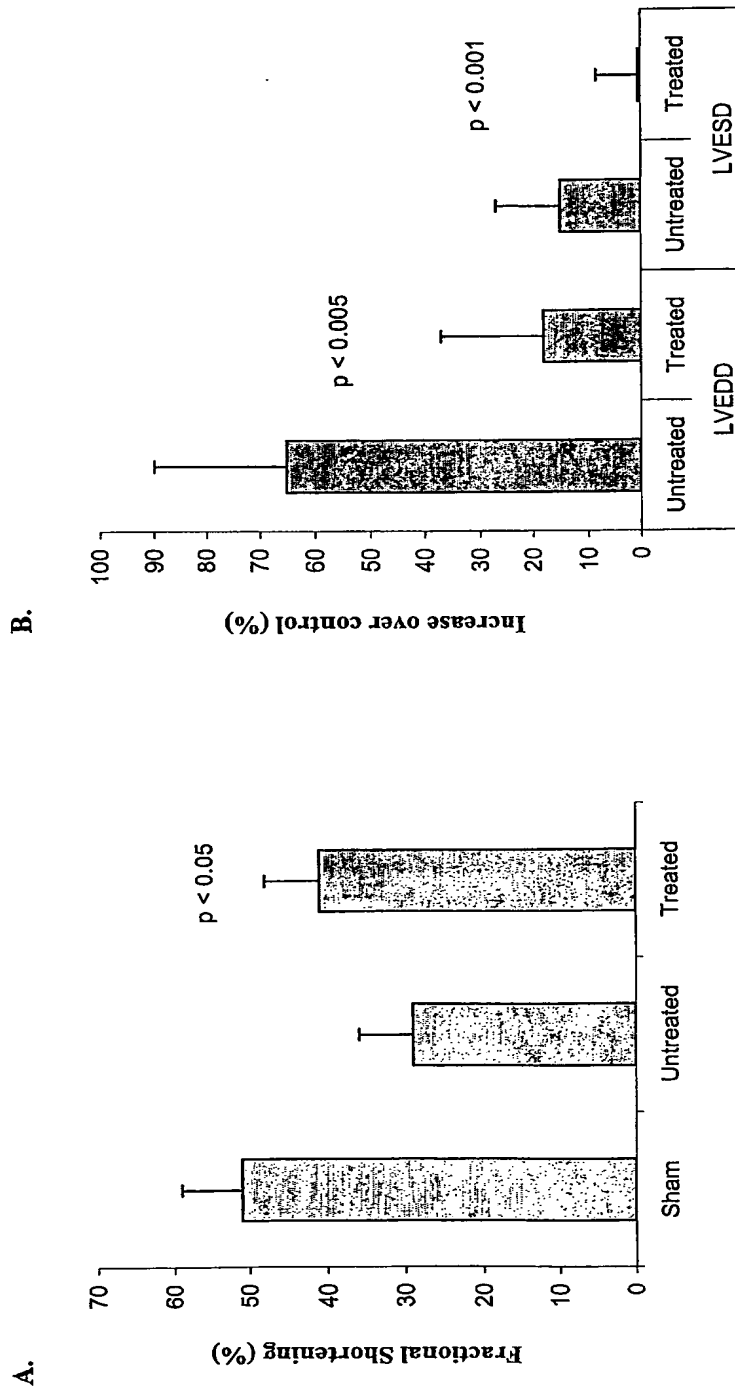 A.
Fractional Shortening (%)
70
60
50
40
30
20
10
0
p < 0.05
Sham Untreated Treated
B.
Increase over control (%)
100
90
80
70
60
50
40
30
20
10
0
p < 0.005
p < 0.001
Untreated Treated Untreated Treated
LVEDD LVESD